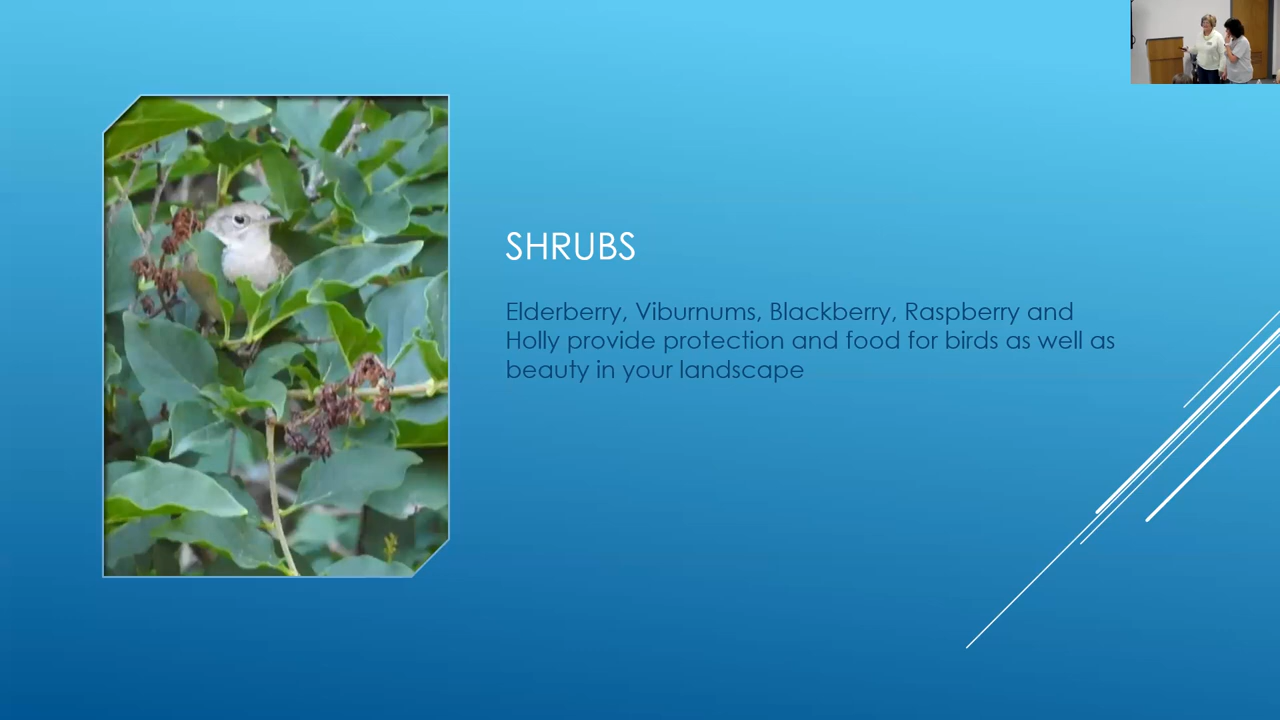 SHRUBS
Elderberry, Viburnums, Blackberry, Raspberry and
Holly provide protection and food for birds as well as
beauty in your landscape